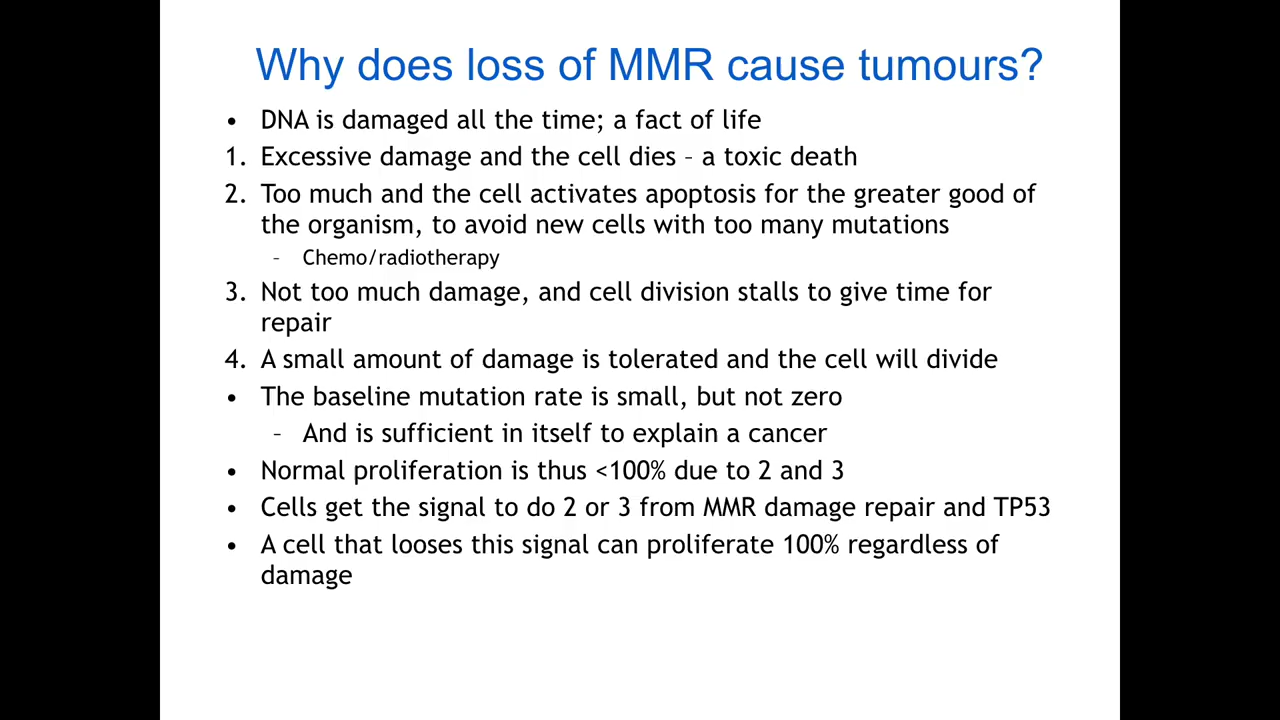 Why does loss of MMR cause tumours?
• DNA is damaged all the time; a fact of life
1. Excessive damage and the cell dies – a toxic death
2. Too much and the cell activates apoptosis for the greater good of
the organism, to avoid new cells with too many mutations
– Chemo/radiotherapy
3. Not too much damage, and cell division stalls to give time for
repair
4. A small amount of damage is tolerated and the cell will divide
• The baseline mutation rate is small, but not zero
– And is sufficient in itself to explain a cancer
• Normal proliferation is thus <100% due to 2 and 3
• Cells get the signal to do 2 or 3 from MMR damage repair and TP53
• A cell that looses this signal can proliferate 100% regardless of
damage